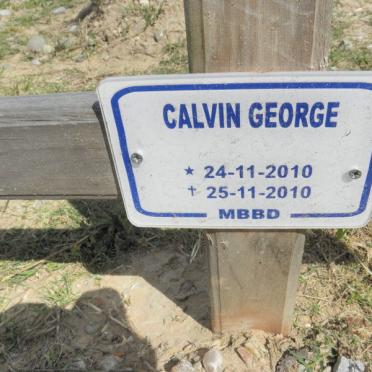 CALVIN GEORGE
★ 24-11-2010
✝ 25-11-2010
MBBD